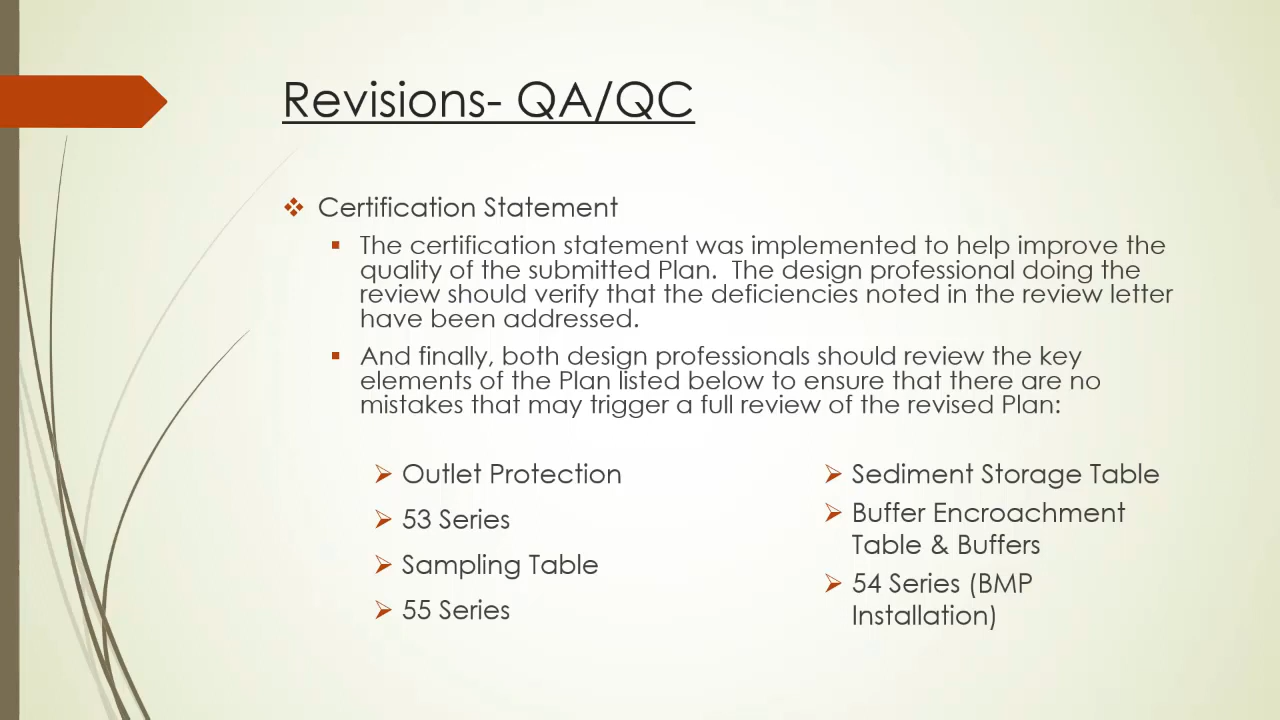 Revisions- QA/QC
Certification Statement
The certification statement was implemented to help improve the
quality of the submitted Plan.  The design professional doing the
review should verify that the deficiencies noted in the review letter
have been addressed.
And finally, both design professionals should review the key
elements of the Plan listed below to ensure that there are no
mistakes that may trigger a full review of the revised Plan:
Outlet Protection
53 Series
Sampling Table
55 Series
Sediment Storage Table
Buffer Encroachment
Table & Buffers
54 Series (BMP
Installation)